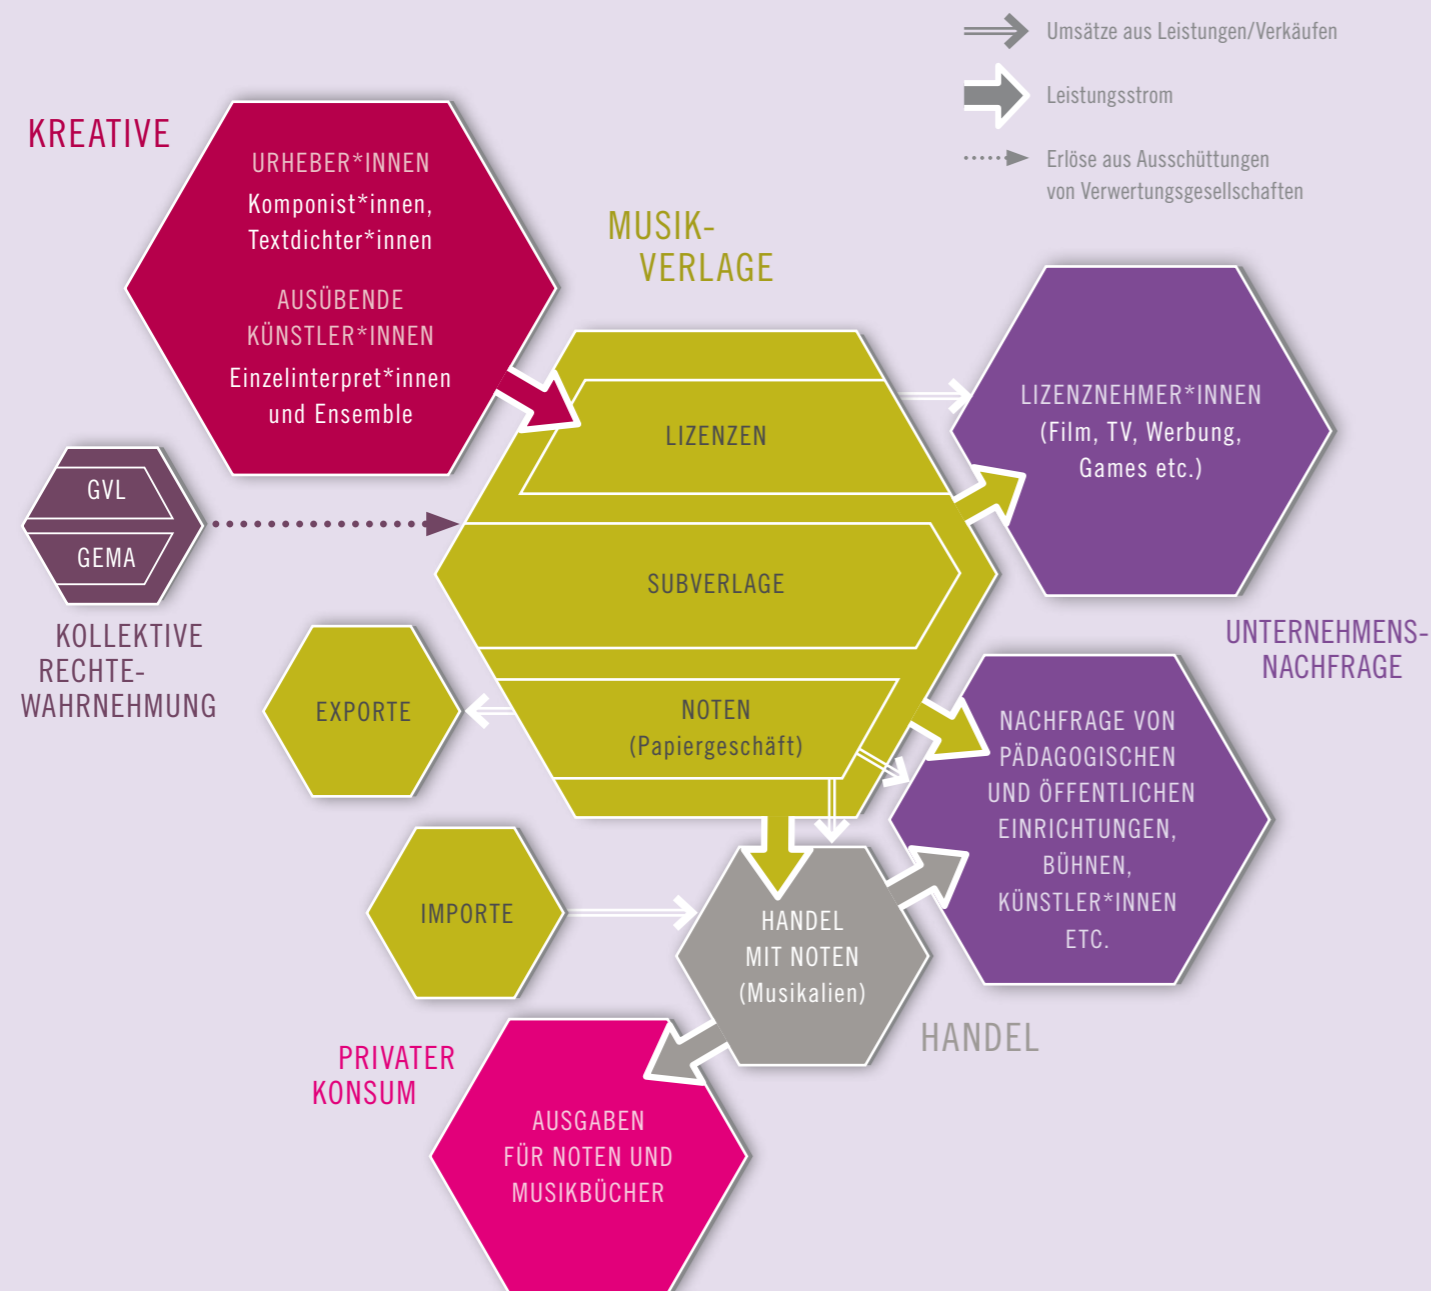 Umsätze aus Leistungen/Verkäufen
Leistungsstrom
Erlöse aus Ausschüttungen
von Verwertungsgesellschaften
KREATIVE
URHEBER*INNEN
Komponist*innen,
Textdichter*innen
AUSÜBENDE
KÜNSTLER*INNEN
Einzelinterpret*innen
und Ensemble
MUSIK-
VERLAGE
LIZENZEN
SUBVERLAGE
NOTEN
(Papiergeschäft)
LIZENZNEHMER*INNEN
(Film, TV, Werbung,
Games etc.)
GVL
GEMA
KOLLEKTIVE
RECHTE-
WAHRNEHMUNG
UNTERNEHMENS-
NACHFRAGE
EXPORTE
NACHFRAGE VON
PÄDAGOGISCHEN
UND ÖFFENTLICHEN
EINRICHTUNGEN,
BÜHNEN,
KÜNSTLER*INNEN
ETC.
IMPORTE
HANDEL
MIT NOTEN
(Musikalien)
HANDEL
PRIVATER
KONSUM
AUSGABEN
FÜR NOTEN UND
MUSIKBÜCHER